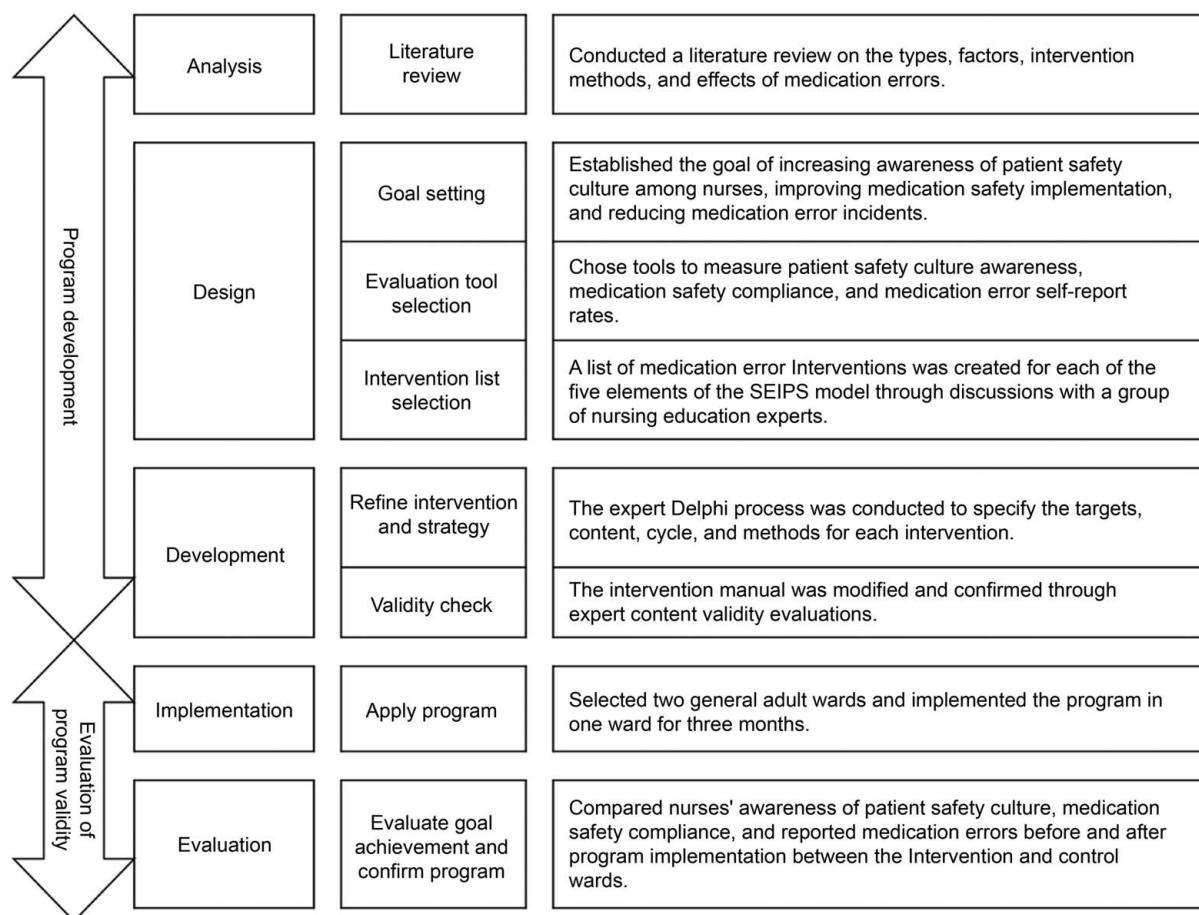 Program development
Analysis
Literature
review
Conducted a literature review on the types, factors, intervention
methods, and effects of medication errors.
Design
Goal setting
Established the goal of increasing awareness of patient safety
culture among nurses, improving medication safety implementation,
and reducing medication error incidents.
Evaluation tool
selection
Chose tools to measure patient safety culture awareness,
medication safety compliance, and medication error self-report
rates.
Intervention list
selection
A list of medication error Interventions was created for each of the
five elements of the SEIPS model through discussions with a group
of nursing education experts.
Development
Refine intervention
and strategy
The expert Delphi process was conducted to specify the targets,
content, cycle, and methods for each intervention.
Validity check
The intervention manual was modified and confirmed through
expert content validity evaluations.
Evaluation of
program validity
Implementation
Apply program
Selected two general adult wards and implemented the program in
one ward for three months.
Evaluation
Evaluate goal
achievement and
confirm program
Compared nurses' awareness of patient safety culture, medication
safety compliance, and reported medication errors before and after
program implementation between the Intervention and control
wards.